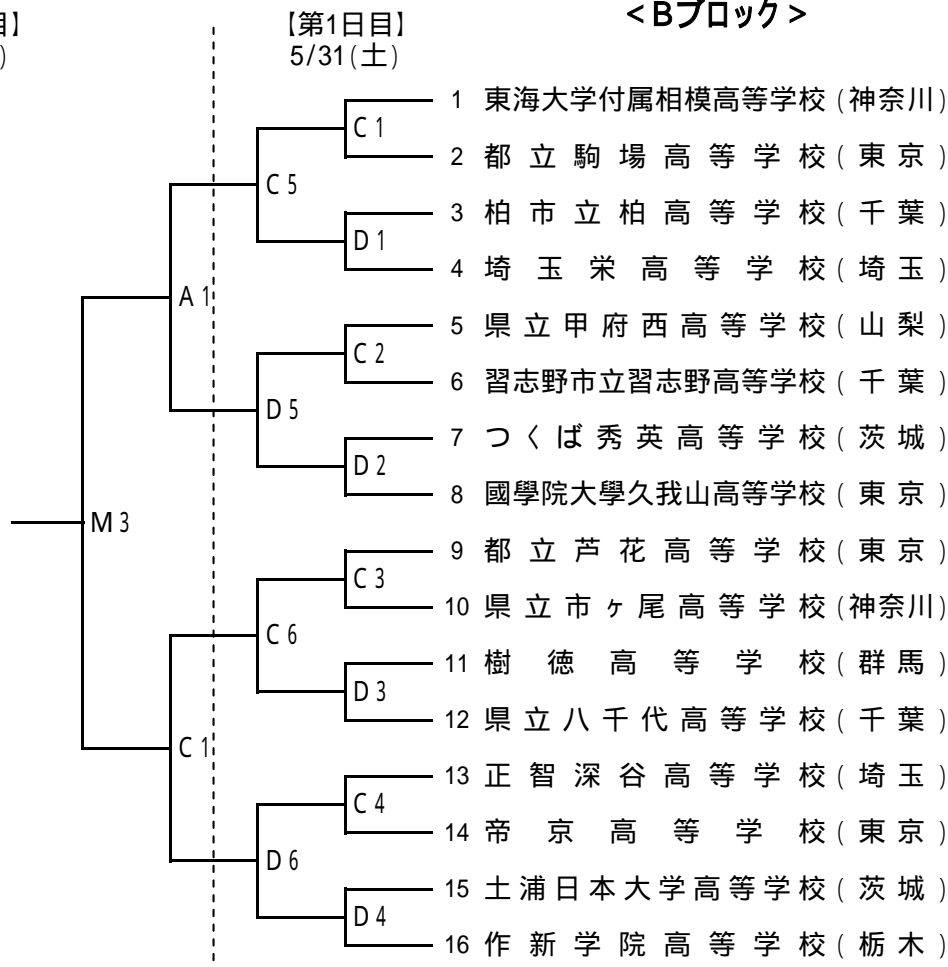 目】
)
【第1日目】
5/31(土)
<Bブロック>
1 東海大学付属相模高等学校(神奈川)
C1
2 都立駒場高等学校(東京)
C5
3 柏市立柏高等学校(千葉)
D1
4 埼玉栄高等学校(埼玉)
A1
5 県立甲府西高等学校(山梨)
C2
6 習志野市立習志野高等学校(千葉)
D5
7 つくば秀英高等学校(茨城)
D2
8 國學院大學久我山高等学校(東京)
M3
9 都立芦花高等学校(東京)
C3
10 県立市ヶ尾高等学校(神奈川)
C6
11 樹徳高等学校(群馬)
D3
12 県立八千代高等学校(千葉)
C1
13 正智深谷高等学校(埼玉)
C4
14 帝京高等学校(東京)
D6
15 土浦日本大学高等学校(茨城)
D4
16 作新学院高等学校(栃木)